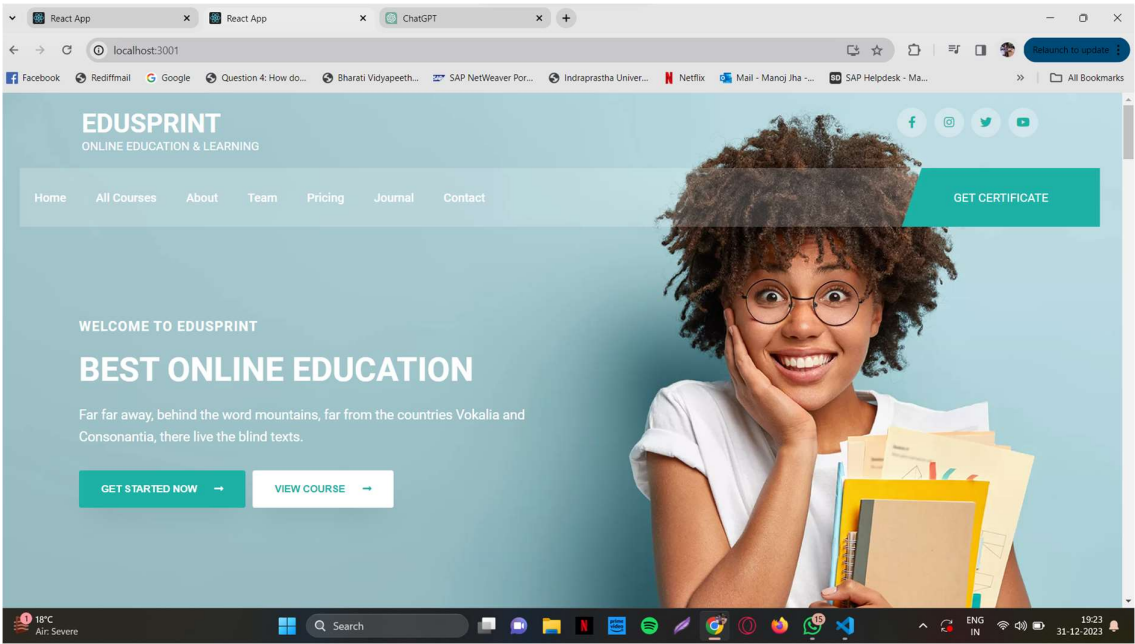 React App
React App
ChatGPT
localhost:3001
Relaunch to update
Facebook
Rediffmail
Google
Question 4: How do...
Bharati Vidyapeeth...
SAP NetWeaver Por...
Indraprastha Univer...
Netflix
Mail - Manoj Jha -...
SAP Helpdesk - Ma...
All Bookmarks
EDUSPRINT
ONLINE EDUCATION & LEARNING
Home
All Courses
About
Team
Pricing
Journal
Contact
GET CERTIFICATE
WELCOME TO EDUSPRINT
BEST ONLINE EDUCATION
Far far away, behind the word mountains, far from the countries Vokalia and
Consonantia, there live the blind texts.
GET STARTED NOW
VIEW COURSE
1
18°C
Air: Severe
Search
15
ENG
IN
19:23
31-12-2023